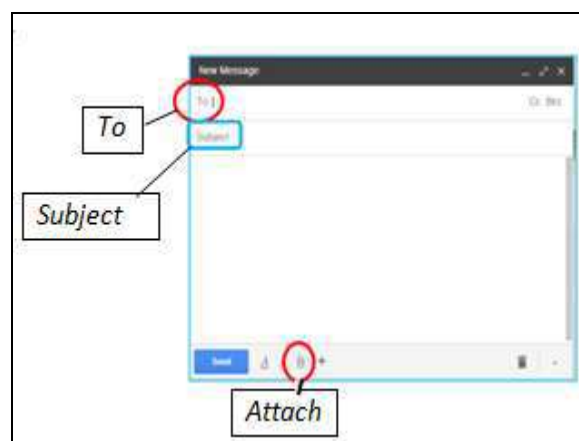 New Message
To
Cc Bcc
To
Subject
Subject
Send
A
Attach